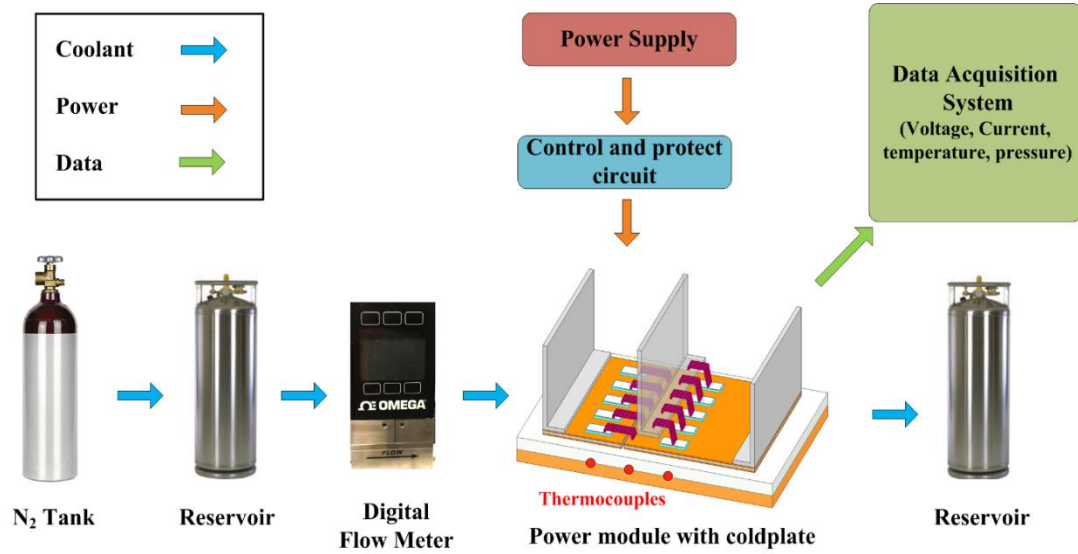 Coolant
Power
Data
Power Supply
Control and protect
circuit
Data Acquisition
System
(Voltage, Current,
temperature, pressure)
ΩE OMEGA®
FLOW
Thermocouples
N₂ Tank
Reservoir
Digital
Flow Meter
Power module with coldplate
Reservoir